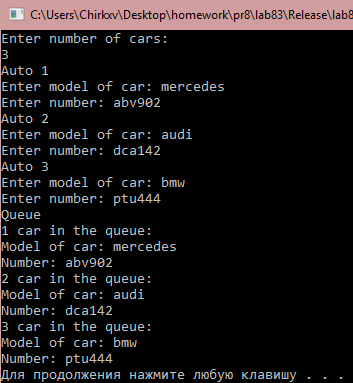 C:\Users\Chirkxv\Desktop\homework\pr8\lab83\Release\lab8
Enter number of cars:
3
Auto 1
Enter model of car: mercedes
Enter number: abv902
Auto 2
Enter model of car: audi
Enter number: dca142
Auto 3
Enter model of car: bmw
Enter number: ptu444
Queue
1 car in the queue:
Model of car: mercedes
Number: abv902
2 car in the queue:
Model of car: audi
Number: dca142
3 car in the queue:
Model of car: bmw
Number: ptu444
Для продолжения нажмите любую клавишу . . .